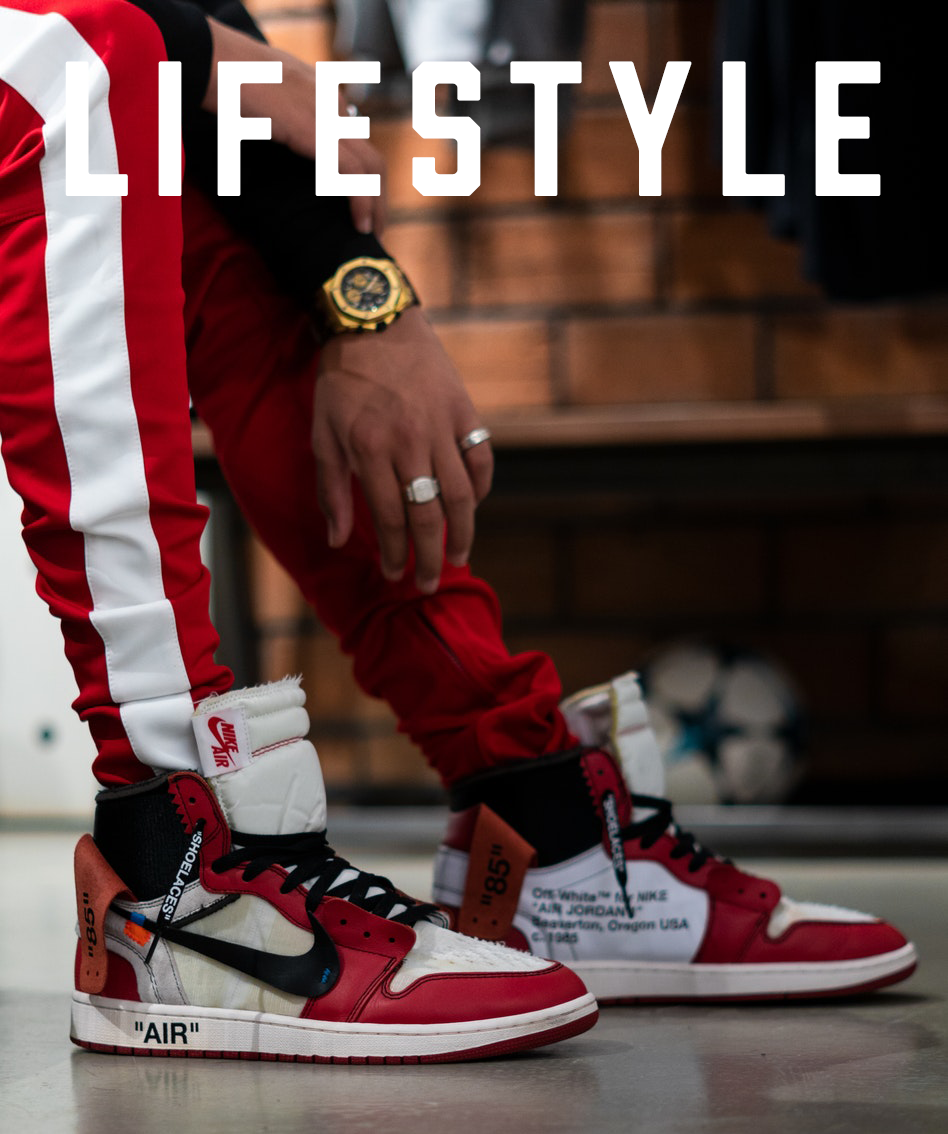 LIFESTYLE
NIKE
AIR
"SHOELACES"
"85"
"AIR"
SHOELACES"
"85"
Off-White™ for NIKE
"AIR JORDAN 1"
Beaverton, Oregon USA
c. 1985